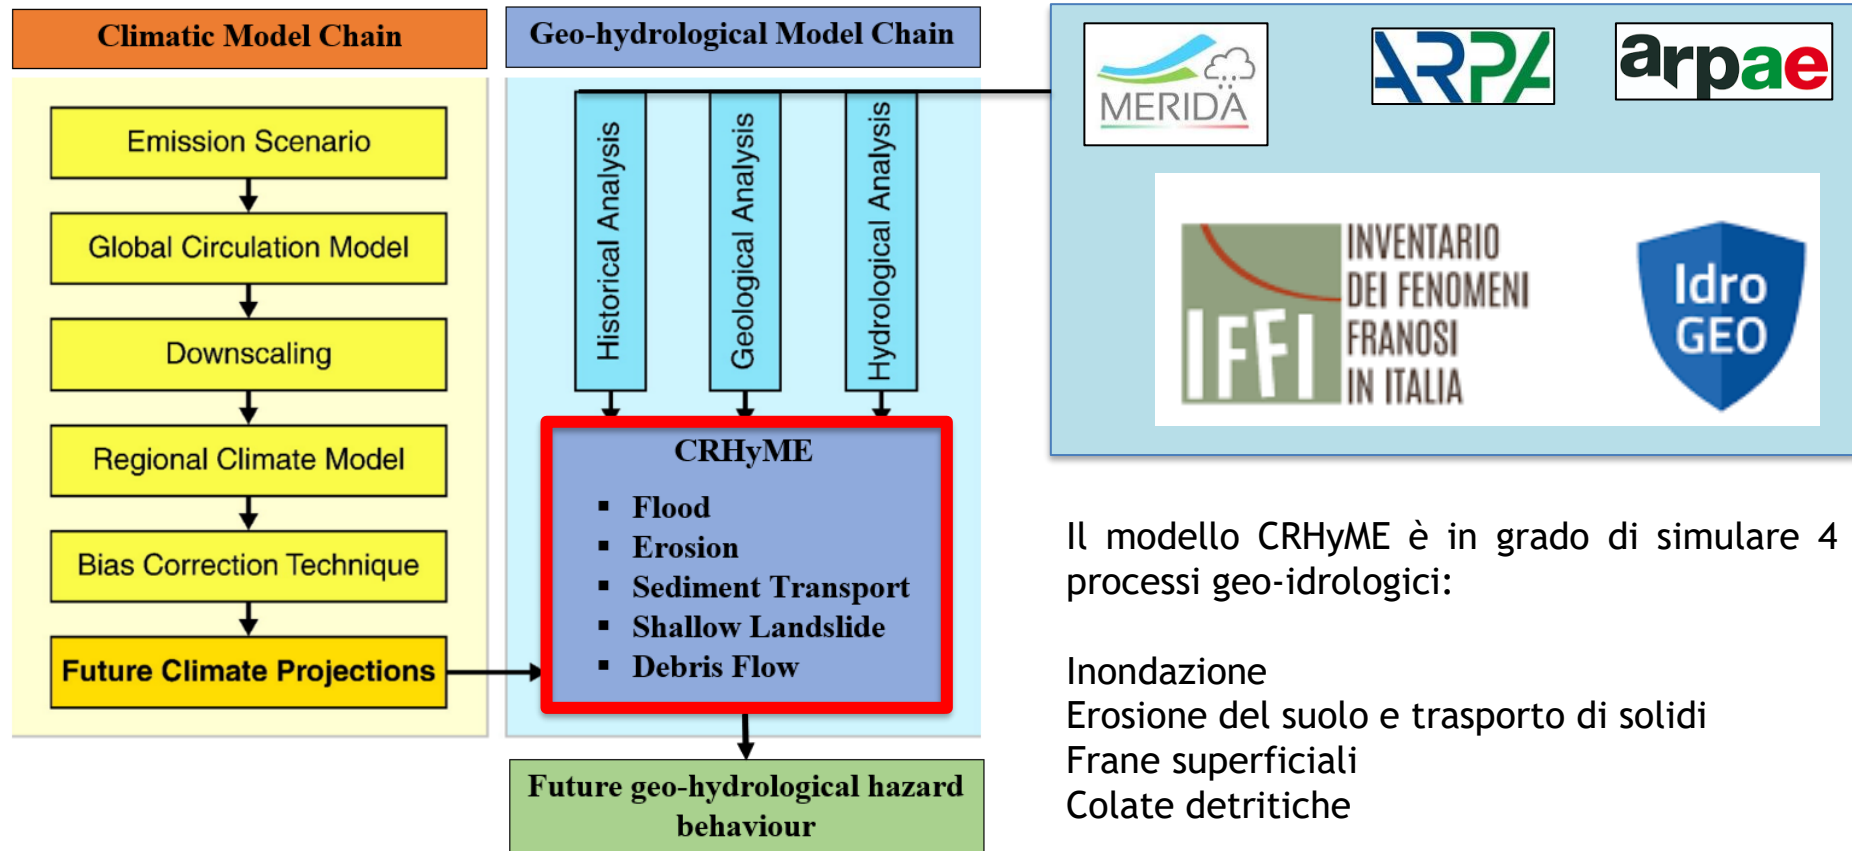 Climatic Model Chain
Emission Scenario
Global Circulation Model
Downscaling
Regional Climate Model
Bias Correction Technique
Future Climate Projections
Geo-hydrological Model Chain
Historical Analysis
Geological Analysis
Hydrological Analysis
CRHyME
▪ Flood
▪ Erosion
▪ Sediment Transport
▪ Shallow Landslide
▪ Debris Flow
Future geo-hydrological hazard
behaviour
MERIDA
ARPA
arpae
IFFI
INVENTARIO
DEI FENOMENI
FRANOSI
IN ITALIA
Idro
GEO
Il modello CRHyME è in grado di simulare 4
processi geo-idrologici:
Inondazione
Erosione del suolo e trasporto di solidi
Frane superficiali
Colate detritiche